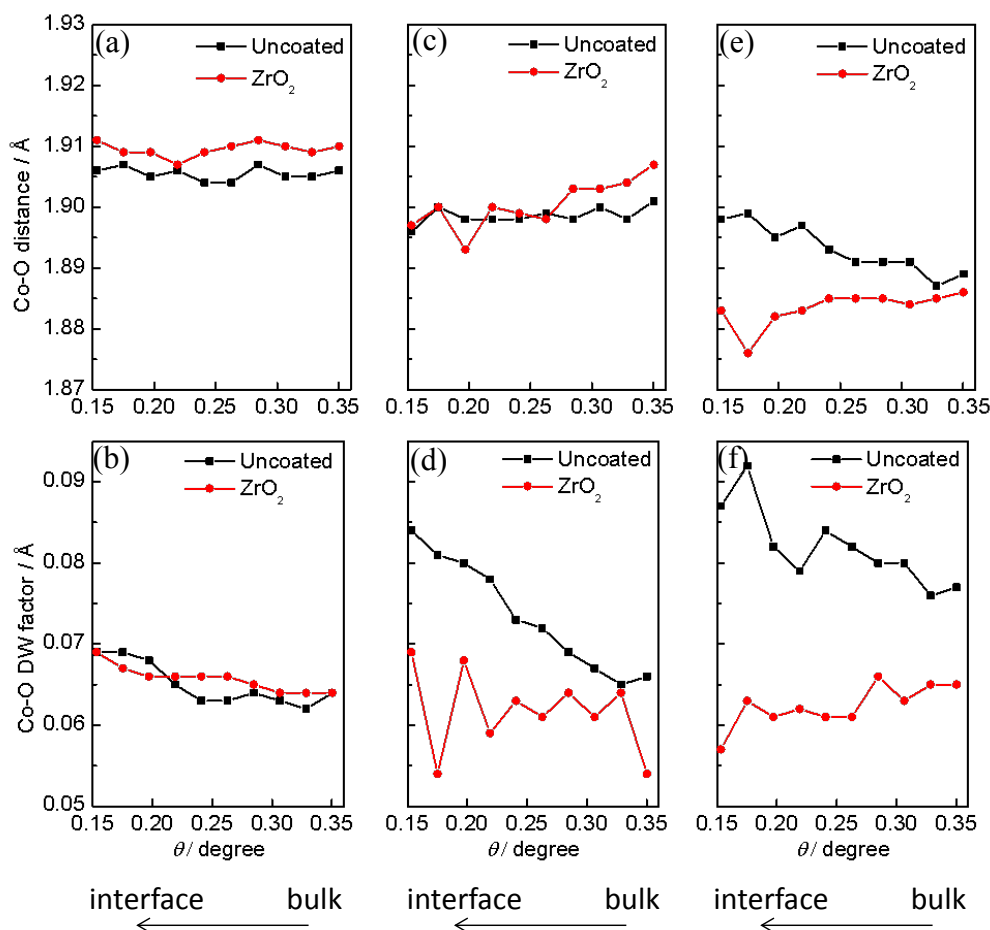 (a)
Uncoated
ZrO₂
(c)
Uncoated
ZrO₂
(e)
Uncoated
ZrO₂
Co-O distance / Å
1.93
1.92
1.91
1.90
1.89
1.88
1.87
0.15 0.20 0.25 0.30 0.35
0.15 0.20 0.25 0.30 0.35
0.15 0.20 0.25 0.30 0.35
(b)
Uncoated
ZrO₂
(d)
Uncoated
ZrO₂
(f)
Uncoated
ZrO₂
Co-O DW factor / Å
0.09
0.08
0.07
0.06
0.05
0.15 0.20 0.25 0.30 0.35
0.15 0.20 0.25 0.30 0.35
0.15 0.20 0.25 0.30 0.35
θ / degree
θ / degree
θ / degree
interface bulk
interface bulk
interface bulk